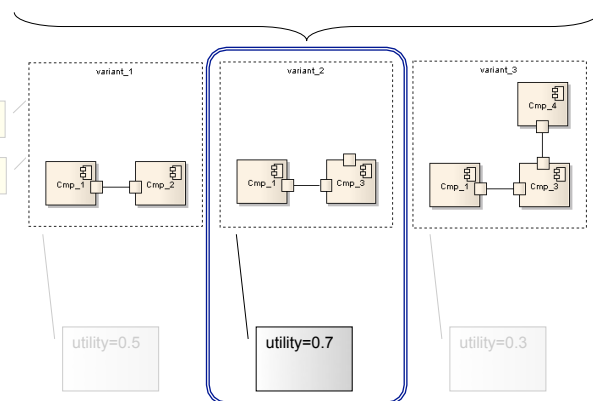 variant_1
Cmp_1
Cmp_2
utility=0.5
variant_2
Cmp_1
Cmp_3
utility=0.7
variant_3
Cmp_4
Cmp_1
Cmp_3
utility=0.3